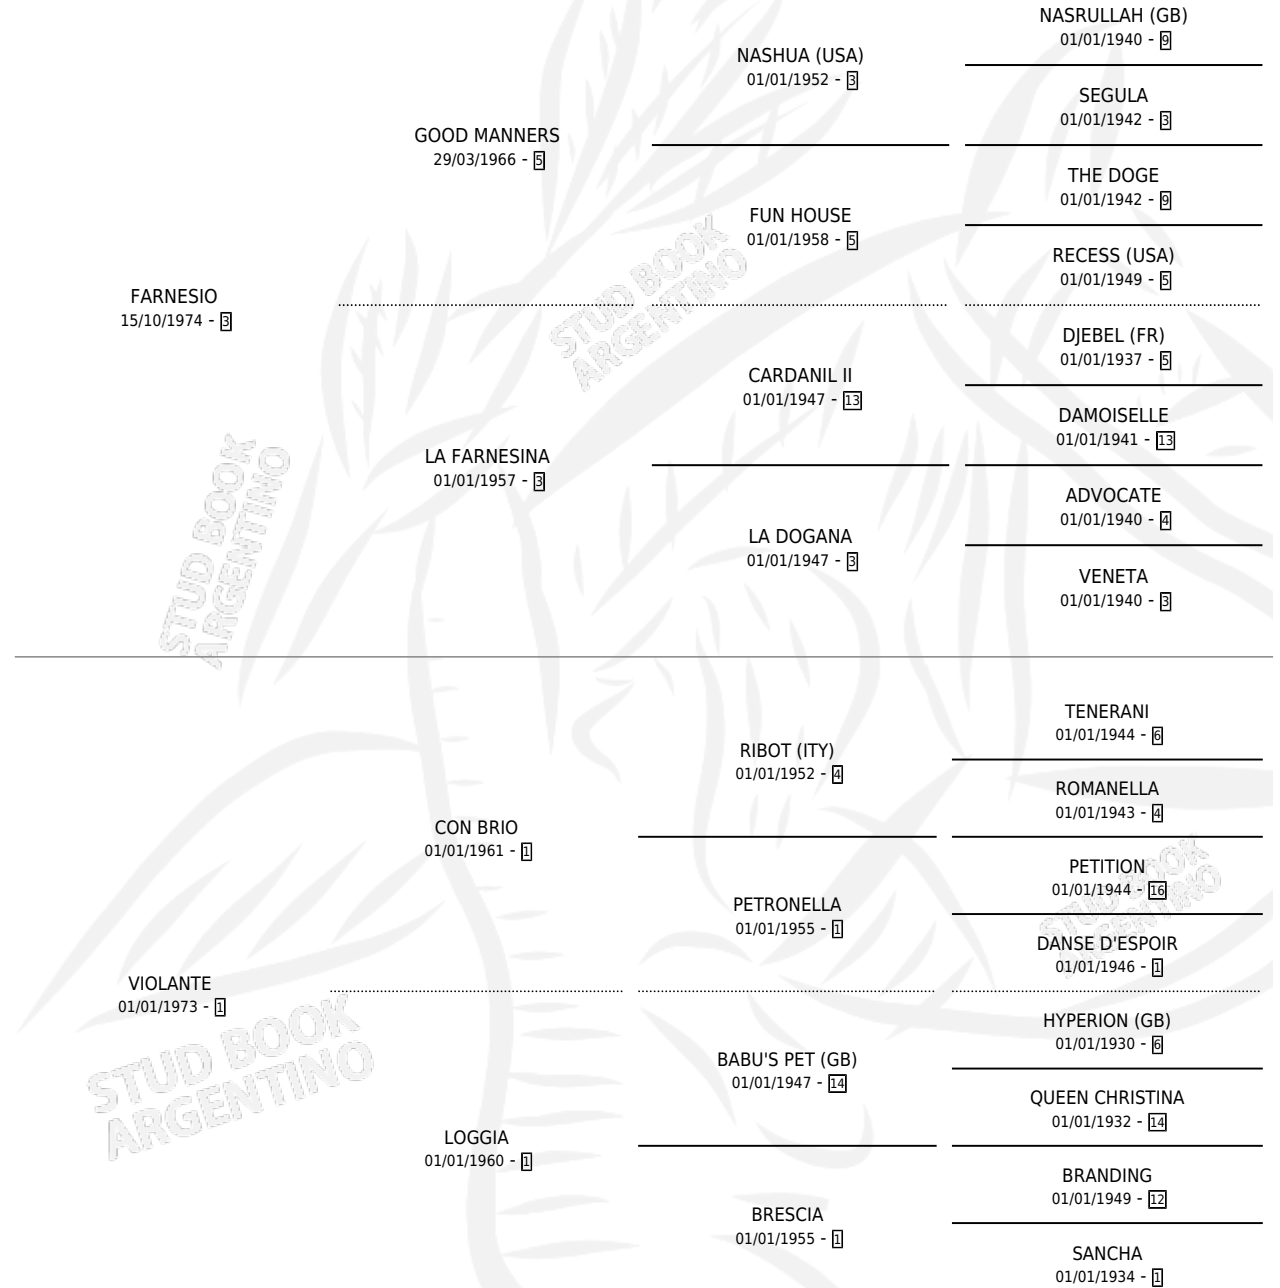 NASRULLAH (GB)
01/01/1940 - 9
NASHUA (USA)
01/01/1952 - 3
SEGULA
01/01/1942 - 3
GOOD MANNERS
29/03/1966 - 5
THE DOGE
01/01/1942 - 9
FUN HOUSE
01/01/1958 - 5
RECESS (USA)
01/01/1949 - 5
FARNESIO
15/10/1974 - 3
DJEBEL (FR)
01/01/1937 - 5
CARDANIL II
01/01/1947 - 13
DAMOISELLE
01/01/1941 - 13
LA FARNESINA
01/01/1957 - 3
ADVOCATE
01/01/1940 - 4
LA DOGANA
01/01/1947 - 3
VENETA
01/01/1940 - 3
TENERANI
01/01/1944 - 6
RIBOT (ITY)
01/01/1952 - 4
ROMANELLA
01/01/1943 - 4
CON BRIO
01/01/1961 - 1
PETITION
01/01/1944 - 16
PETRONELLA
01/01/1955 - 1
DANSE D'ESPOIR
01/01/1946 - 1
VIOLANTE
01/01/1973 - 1
HYPERION (GB)
01/01/1930 - 6
BABU'S PET (GB)
01/01/1947 - 14
QUEEN CHRISTINA
01/01/1932 - 14
LOGGIA
01/01/1960 - 1
BRANDING
01/01/1949 - 12
BRESCIA
01/01/1955 - 1
SANCHA
01/01/1934 - 1
STUD BOOK
ARGENTINO
STUD BOOK
ARGENTINO
STUD BOOK
ARGENTINO
STUD BOOK
ARGENTINO